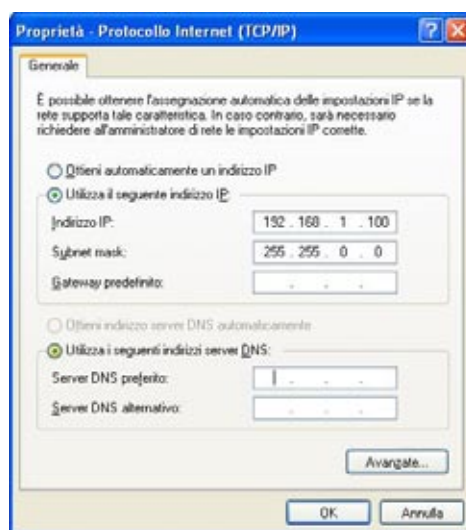 Proprietà - Protocollo Internet (TCP/IP)
Generale
È possibile ottenere l'assegnazione automatica delle impostazioni IP se la
rete supporta tale caratteristica. In caso contrario, sarà necessario
richiedere all'amministratore di rete le impostazioni IP corrette.
Ottieni automaticamente un indirizzo IP
Utilizza il seguente indirizzo IP:
Indirizzo IP: 192 . 168 . 1 . 100
Subnet mask: 255 . 255 . 0 . 0
Gateway predefinito: . . .
Ottieni indirizzo server DNS automaticamente
Utilizza i seguenti indirizzi server DNS:
Server DNS preferito: . . .
Server DNS alternativo: . . .
Avanzate...
OK Annulla